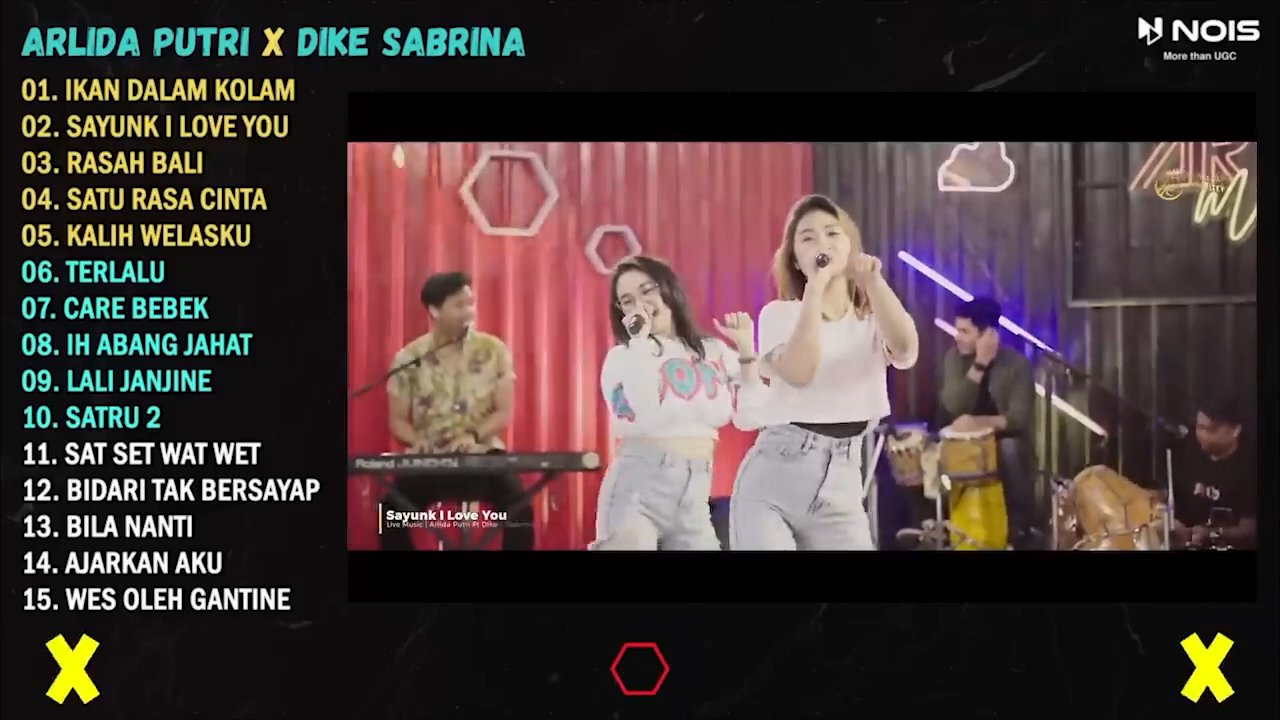 ARLIDA PUTRI X DIKE SABRINA
NOIS
More than UGC
01. IKAN DALAM KOLAM
02. SAYUNK I LOVE YOU
03. RASAH BALI
04. SATU RASA CINTA
05. KALIH WELASKU
06. TERLALU
07. CARE BEBEK
08. IH ABANG JAHAT
09. LALI JANJINE
10. SATRU 2
11. SAT SET WAT WET
12. BIDARI TAK BERSAYAP
13. BILA NANTI
14. AJARKAN AKU
15. WES OLEH GANTINE
AR
Roland JUNO
Sayunk I Love You
Live Music | Arlida Putri Ft Dike
X
X